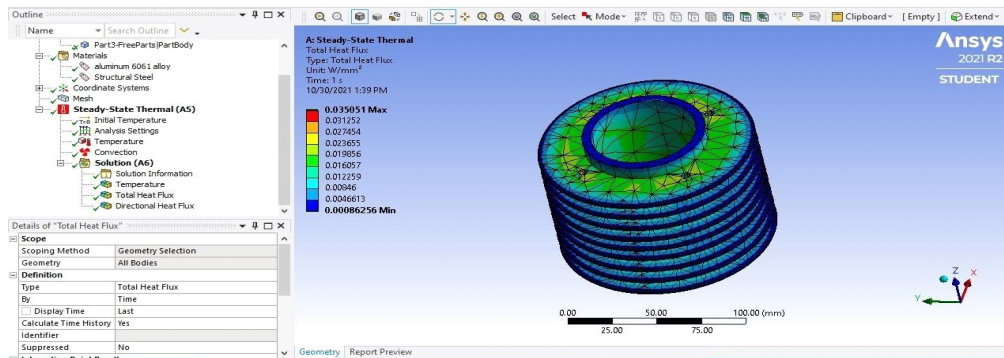 Outline
Select Mode Clipboard [ Empty ] Extend
Name Search Outline
Part3-FreeParts|PartBody
Materials
aluminum 6061 alloy
Structural Steel
Coordinate Systems
Mesh
Steady-State Thermal (A5)
Initial Temperature
Analysis Settings
Temperature
Convection
Solution (A6)
Solution Information
Temperature
Total Heat Flux
Directional Heat Flux
Details of "Total Heat Flux"
Scope
Scoping Method Geometry Selection
Geometry All Bodies
Definition
Type Total Heat Flux
By Time
Display Time Last
Calculate Time History Yes
Identifier
Suppressed No
A: Steady-State Thermal
Total Heat Flux
Type: Total Heat Flux
Unit: W/mm²
Time: 1 s
10/30/2021 1:39 PM
0.035051 Max
0.031252
0.027454
0.023655
0.019856
0.016057
0.012259
0.00846
0.0046613
0.00086256 Min
Ansys
2021 R2
STUDENT
0.00 50.00 100.00 (mm)
25.00 75.00
Z
X
Y
Geometry Report Preview